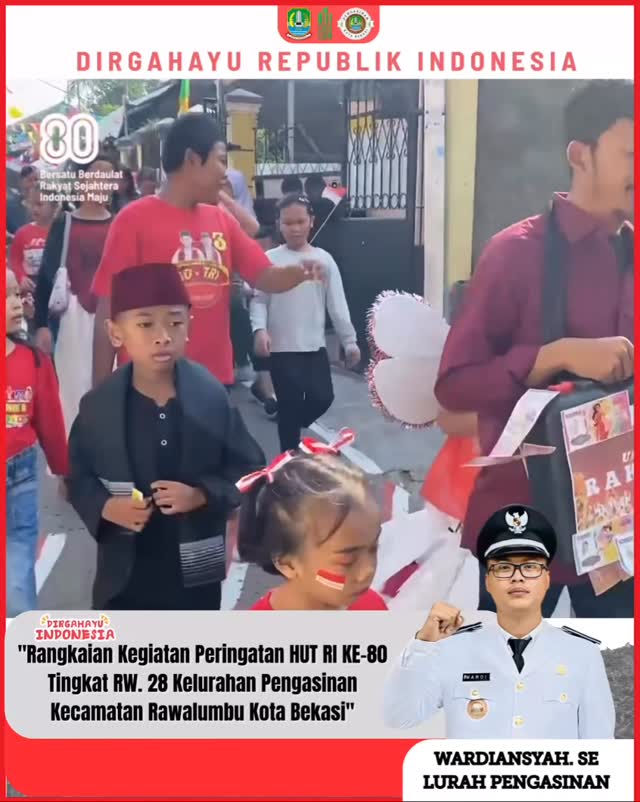 DIRGAHAYU REPUBLIK INDONESIA
80
Bersatu Berdaulat
Rakyat Sejahtera
Indonesia Maju
DIRGAHAYU
INDONESIA
"Rangkaian Kegiatan Peringatan HUT RI KE-80
Tingkat RW. 28 Kelurahan Pengasinan
Kecamatan Rawalumbu Kota Bekasi"
WARDIANSYAH. SE
LURAH PENGASINAN